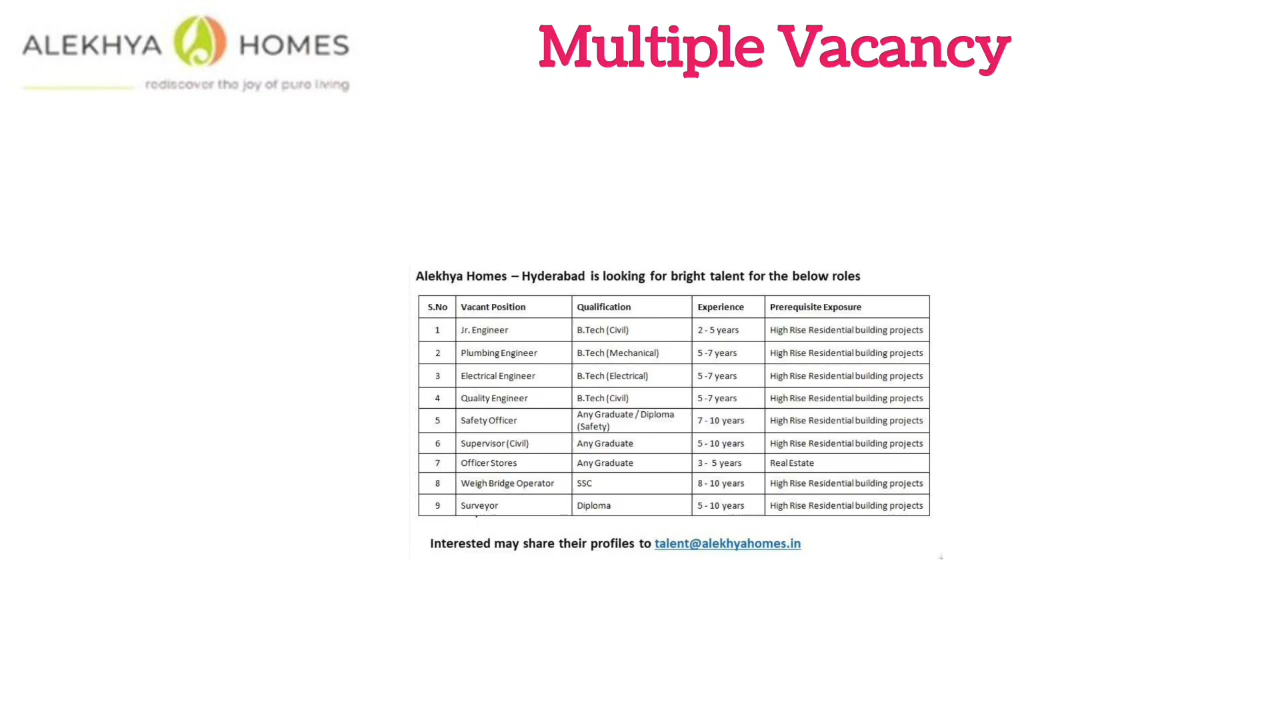 ALEKHYA HOMES
rediscover the joy of pure living
Multiple Vacancy
Alekhya Homes – Hyderabad is looking for bright talent for the below roles
S.No Vacant Position Qualification Experience Prerequisite Exposure
1 Jr. Engineer B.Tech (Civil) 2 - 5 years High Rise Residential building projects
2 Plumbing Engineer B.Tech (Mechanical) 5 -7 years High Rise Residential building projects
3 Electrical Engineer B.Tech (Electrical) 5 -7 years High Rise Residential building projects
4 Quality Engineer B.Tech (Civil) 5 -7 years High Rise Residential building projects
5 Safety Officer Any Graduate / Diploma
(Safety) 7 - 10 years High Rise Residential building projects
6 Supervisor (Civil) Any Graduate 5 - 10 years High Rise Residential building projects
7 Officer Stores Any Graduate 3 - 5 years Real Estate
8 Weigh Bridge Operator SSC 8 - 10 years High Rise Residential building projects
9 Surveyor Diploma 5 - 10 years High Rise Residential building projects
Interested may share their profiles to talent@alekhyahomes.in